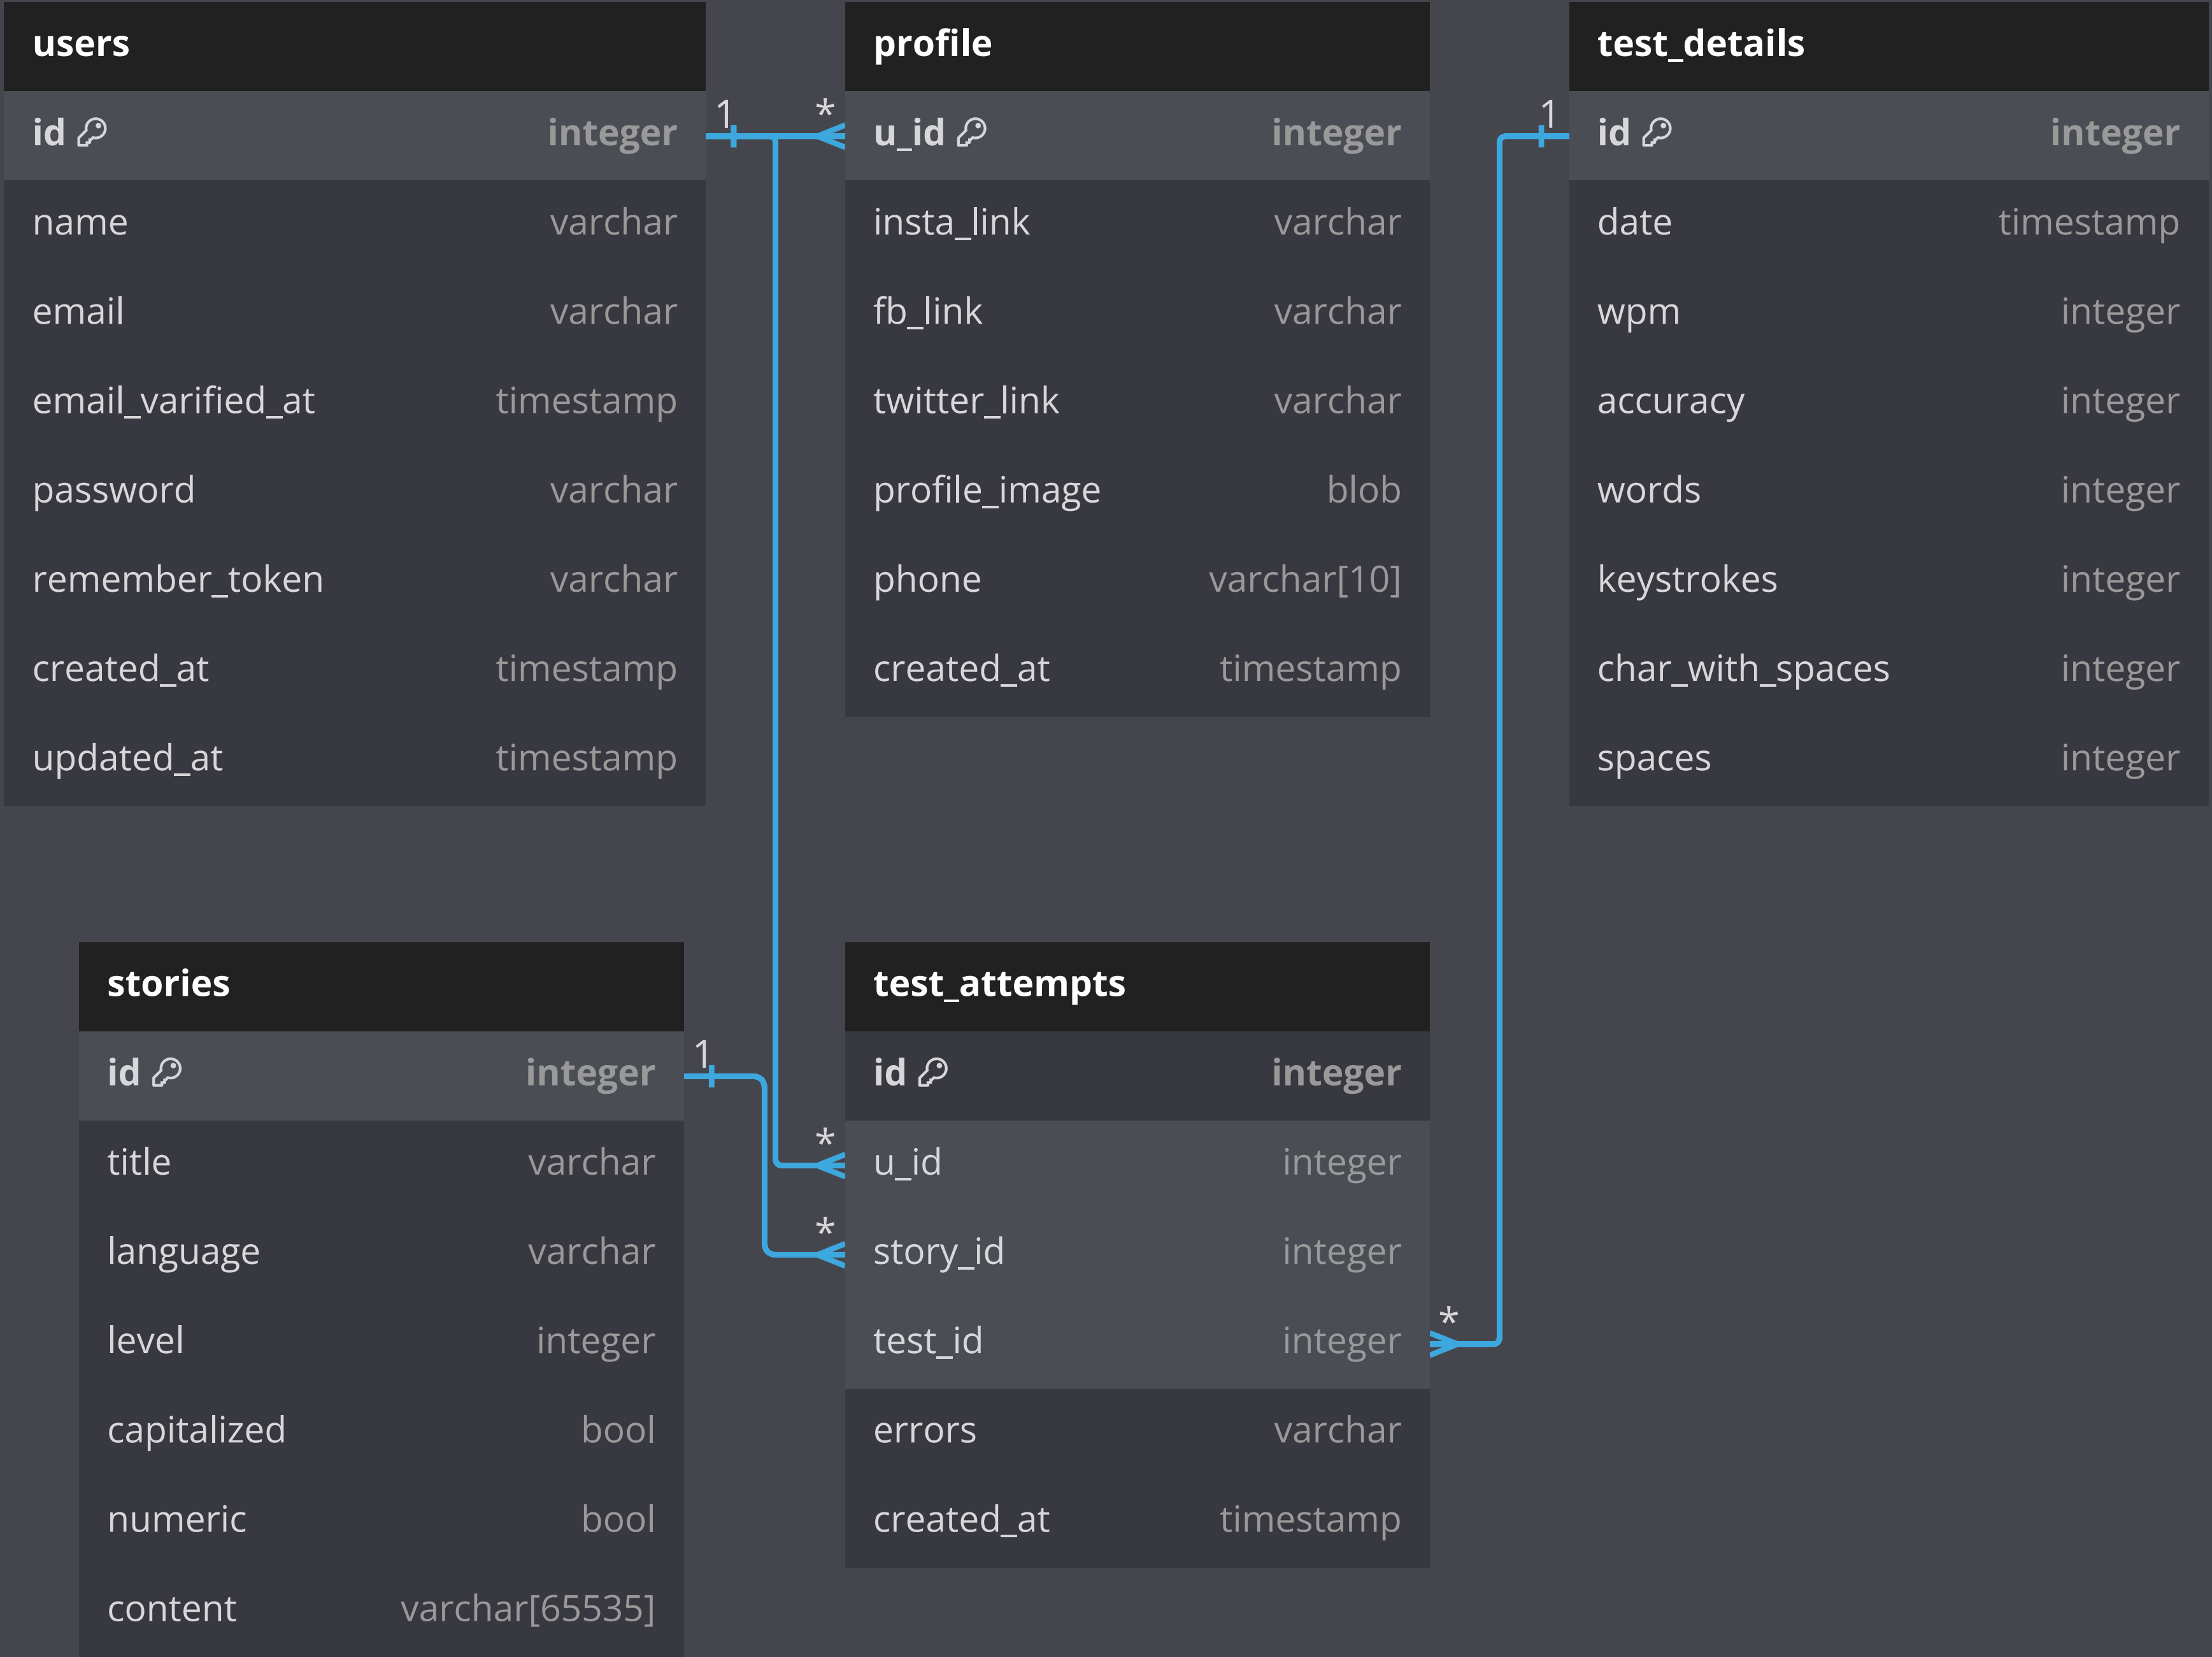 users
id integer
name varchar
email varchar
email_varified_at timestamp
password varchar
remember_token varchar
created_at timestamp
updated_at timestamp
1 *
profile
u_id integer
insta_link varchar
fb_link varchar
twitter_link varchar
profile_image blob
phone varchar[10]
created_at timestamp
1
test_details
id integer
date timestamp
wpm integer
accuracy integer
words integer
keystrokes integer
char_with_spaces integer
spaces integer
stories
id integer
title varchar
language varchar
level integer
capitalized bool
numeric bool
content varchar[65535]
1
*
*
test_attempts
id integer
u_id integer
story_id integer
test_id integer
errors varchar
created_at timestamp
*